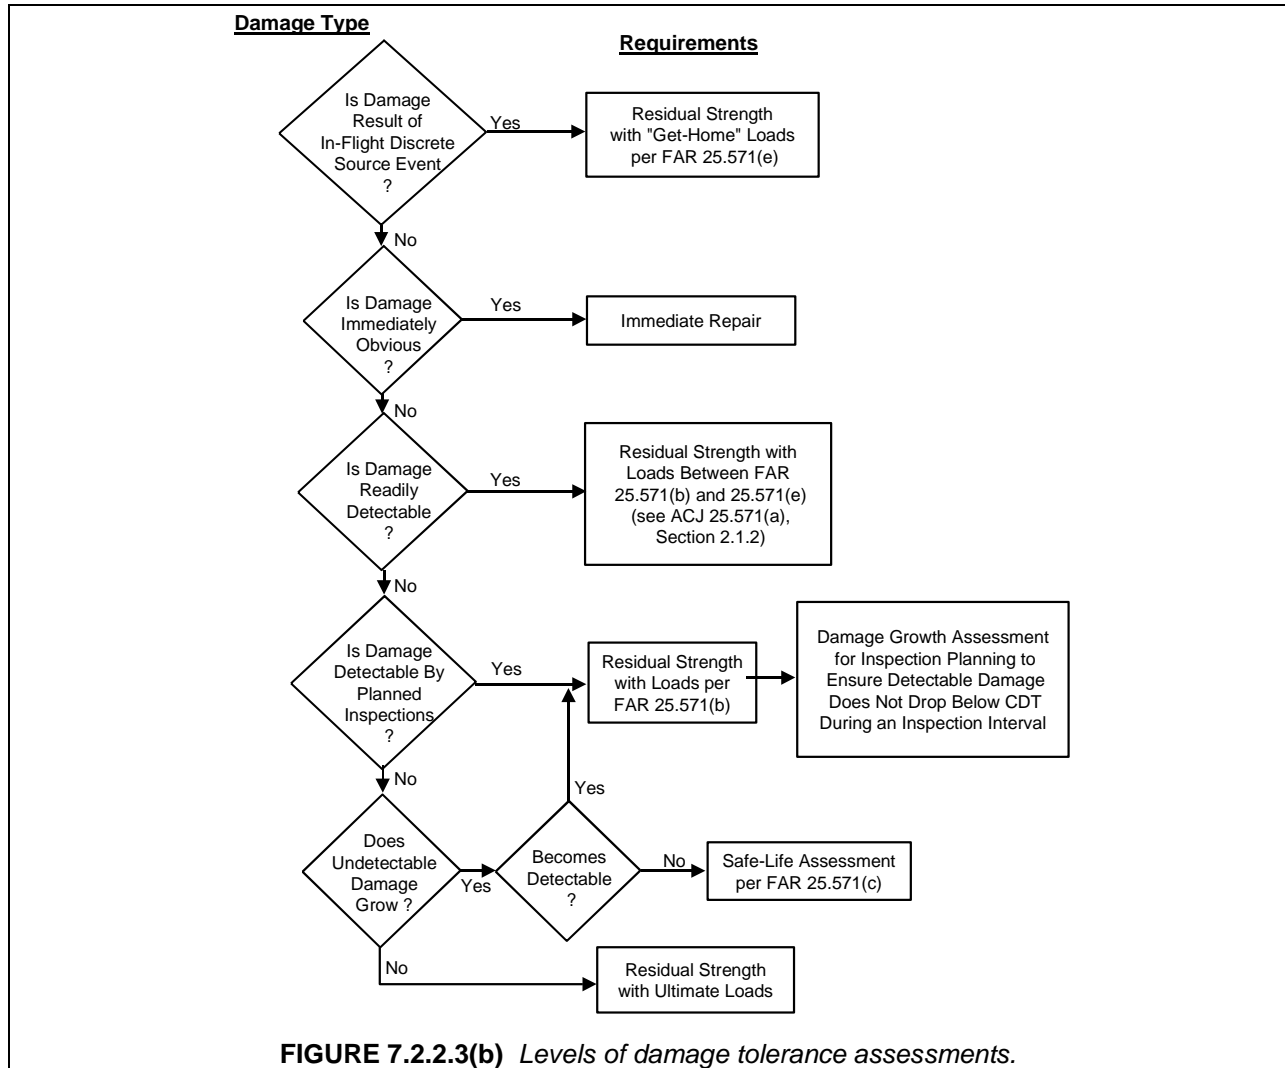 Damage Type
Requirements
Is Damage
Result of
In-Flight Discrete
Source Event
?
Yes
Residual Strength
with "Get-Home" Loads
per FAR 25.571(e)
No
Is Damage
Immediately
Obvious
?
Yes
Immediate Repair
No
Is Damage
Readily
Detectable
?
Yes
Residual Strength with
Loads Between FAR
25.571(b) and 25.571(e)
(see ACJ 25.571(a),
Section 2.1.2)
No
Is Damage
Detectable By
Planned
Inspections
?
Yes
Residual Strength
with Loads per
FAR 25.571(b)
Damage Growth Assessment
for Inspection Planning to
Ensure Detectable Damage
Does Not Drop Below CDT
During an Inspection Interval
No
Does
Undetectable
Damage
Grow ?
Yes
Becomes
Detectable
?
Yes
No
Safe-Life Assessment
per FAR 25.571(c)
No
Residual Strength
with Ultimate Loads
FIGURE 7.2.2.3(b) Levels of damage tolerance assessments.